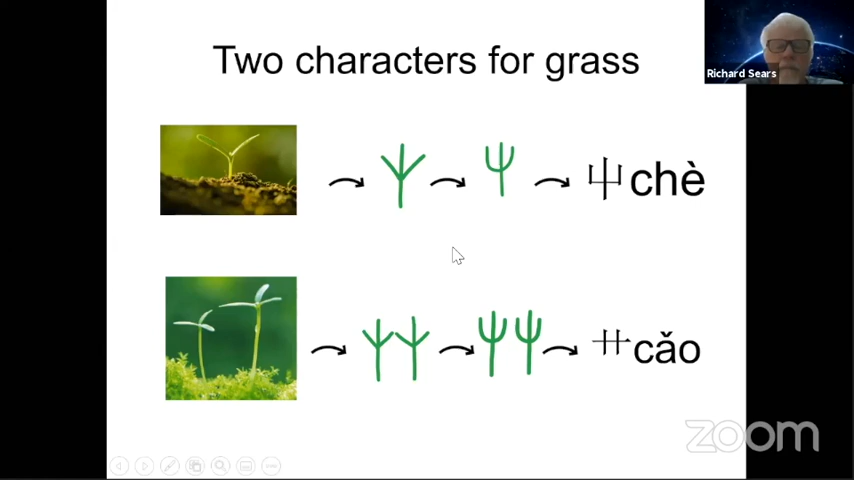 Two characters for grass
Richard Sears
屮chè
艹cǎo
zoom